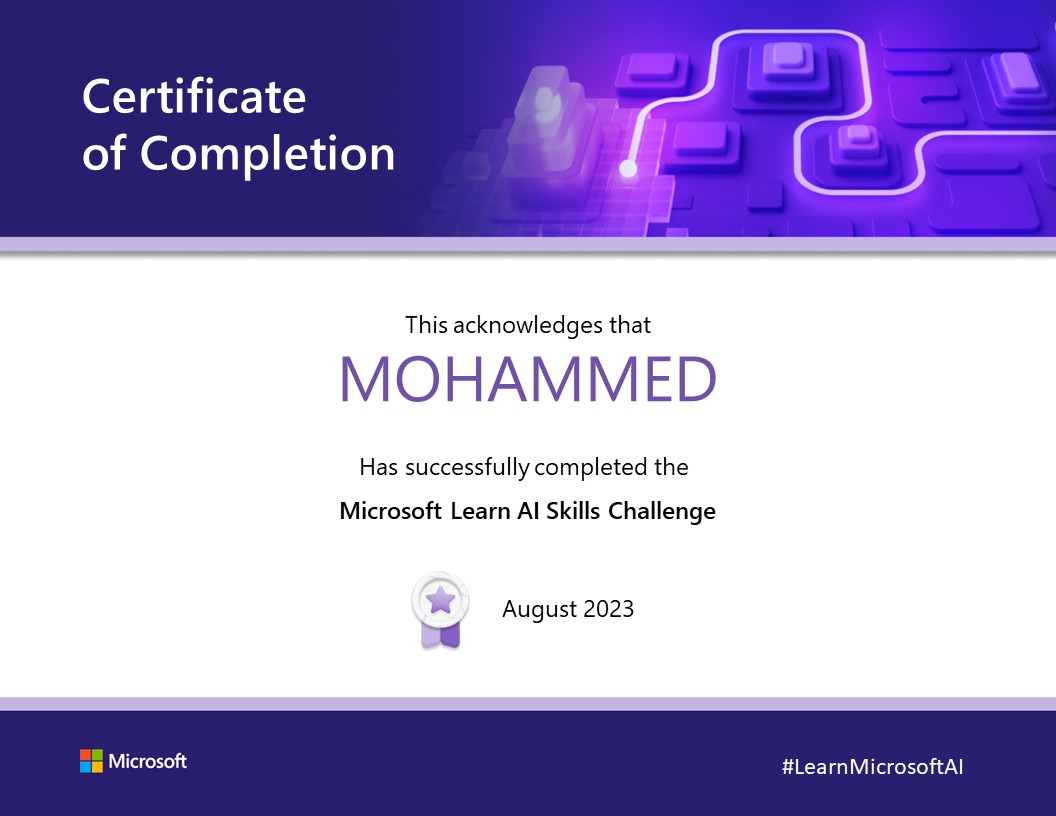 Certificate
of Completion
This acknowledges that
MOHAMMED
Has successfully completed the
Microsoft Learn AI Skills Challenge
August 2023
Microsoft
#LearnMicrosoftAI